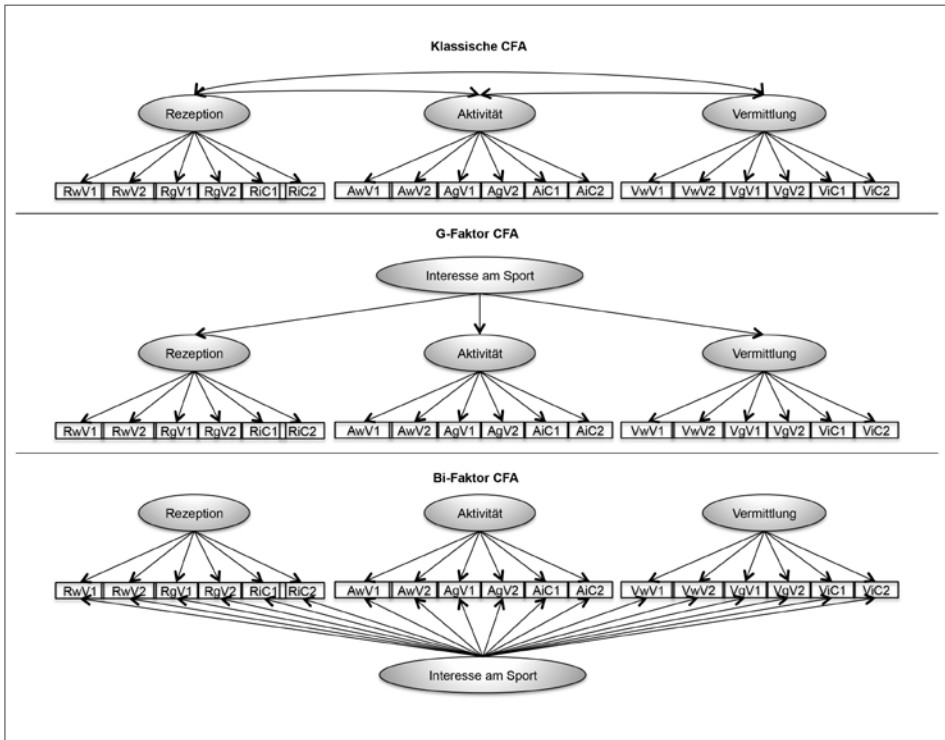 Klassische CFA
Rezeption Aktivität Vermittlung
RwV1 RwV2 RgV1 RgV2 RiC1 RiC2 AwV1 AwV2 AgV1 AgV2 AiC1 AiC2 VwV1 VwV2 VgV1 VgV2 ViC1 ViC2
G-Faktor CFA
Interesse am Sport
Rezeption Aktivität Vermittlung
RwV1 RwV2 RgV1 RgV2 RiC1 RiC2 AwV1 AwV2 AgV1 AgV2 AiC1 AiC2 VwV1 VwV2 VgV1 VgV2 ViC1 ViC2
Bi-Faktor CFA
Rezeption Aktivität Vermittlung
RwV1 RwV2 RgV1 RgV2 RiC1 RiC2 AwV1 AwV2 AgV1 AgV2 AiC1 AiC2 VwV1 VwV2 VgV1 VgV2 ViC1 ViC2
Interesse am Sport